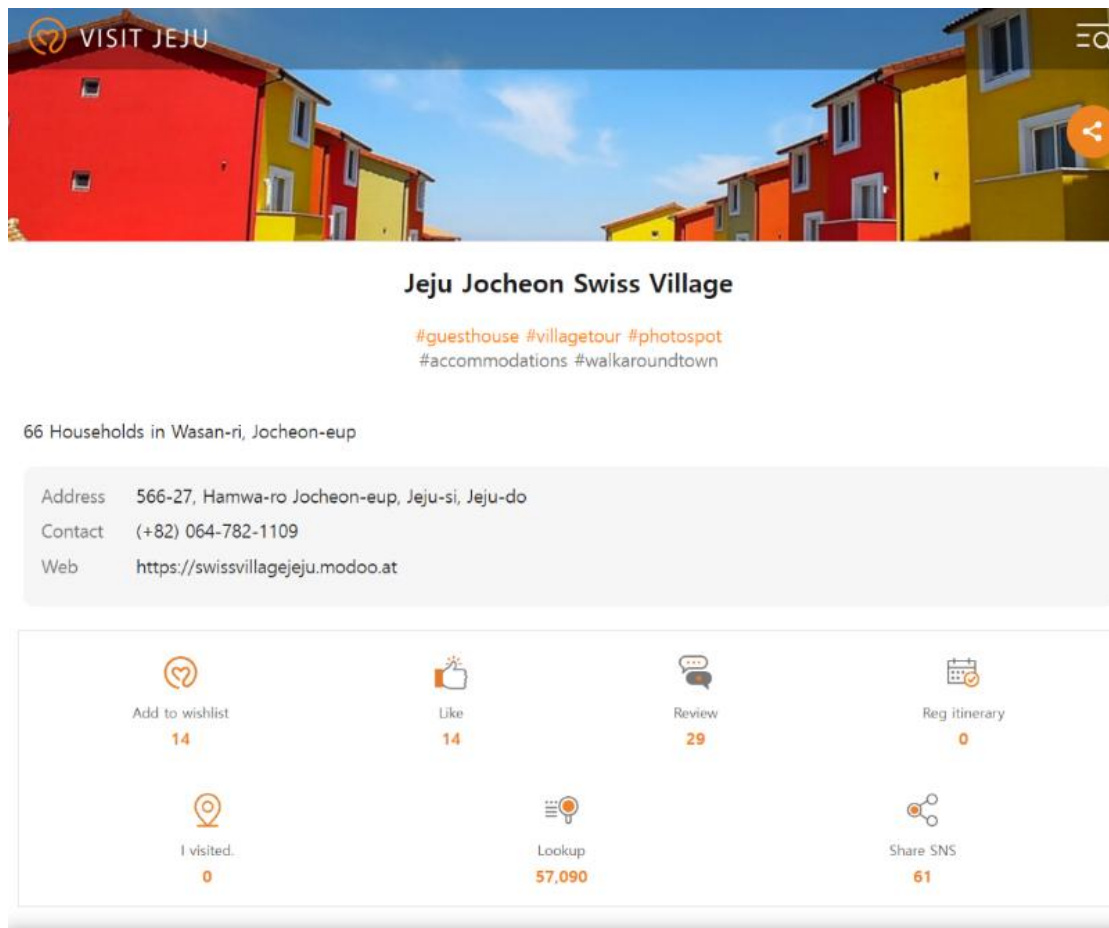 VISIT JEJU
Jeju Jocheon Swiss Village
#guesthouse #villagetour #photospot
#accommodations #walkaroundtown
66 Households in Wasan-ri, Jocheon-eup
Address 566-27, Hamwa-ro Jocheon-eup, Jeju-si, Jeju-do
Contact (+82) 064-782-1109
Web https://swissvillagejeju.modoo.at
Add to wishlist
14
Like
14
Review
29
Reg itinerary
0
I visited.
0
Lookup
57,090
Share SNS
61